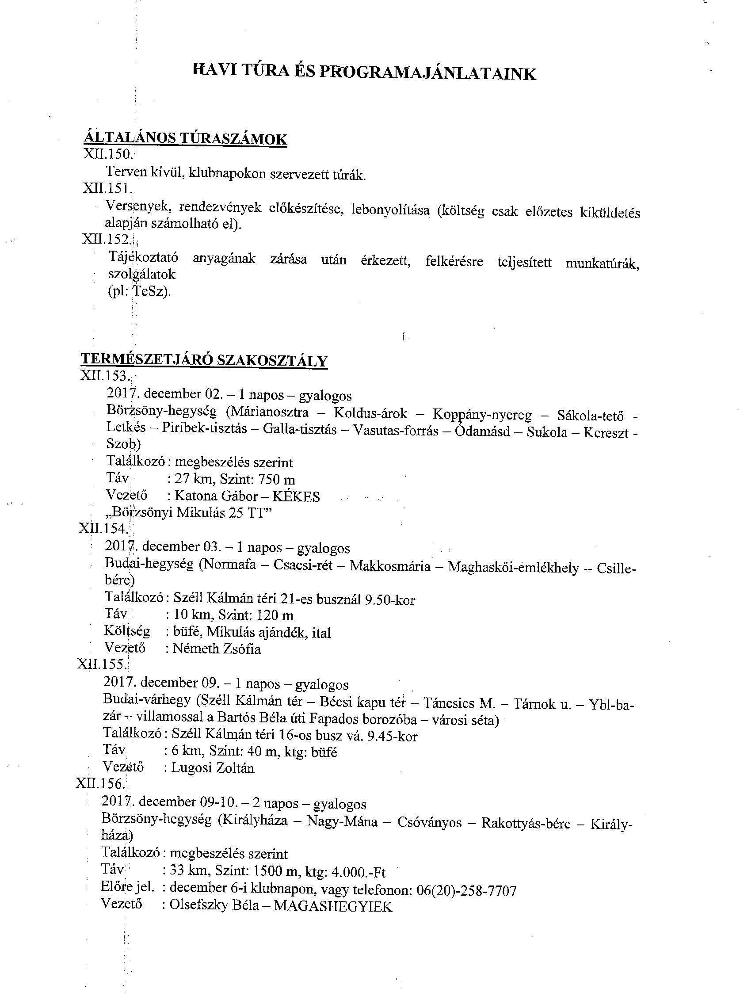 HAVI TÚRA ÉS PROGRAMAJÁNLATAINK
ÁLTALÁNOS TÚRASZÁMOK
XII.150.
Terven kívül, klubnapokon szervezett túrák.
XII.151.
Versenyek, rendezvények előkészítése, lebonyolítása (költség csak előzetes kiküldetés
alapján számolható el).
XII.152.
Tájékoztató anyagának zárása után érkezett, felkérésre teljesített munkatúrák,
szolgálatok
(pl: TeSz).
TERMÉSZETJÁRÓ SZAKOSZTÁLY
XII.153.
2017. december 02. – 1 napos – gyalogos
Börzsöny-hegység (Márianosztra – Koldus-árok – Koppány-nyereg – Sákola-tető -
Letkés – Piribek-tisztás – Galla-tisztás – Vasutas-forrás – Ódamásd – Sukola – Kereszt -
Szob)
Találkozó : megbeszélés szerint
Táv : 27 km, Szint: 750 m
Vezető : Katona Gábor – KÉKES
„Börzsönyi Mikulás 25 TT”
XII.154.
2017. december 03. – 1 napos – gyalogos
Budai-hegység (Normafa – Csacsi-rét – Makkosmária – Maghaskői-emlékhely – Csille-
bérc)
Találkozó : Széll Kálmán téri 21-es busznál 9.50-kor
Táv : 10 km, Szint: 120 m
Költség : büfé, Mikulás ajándék, ital
Vezető : Németh Zsófia
XII.155.
2017. december 09. – 1 napos – gyalogos
Budai-várhegy (Széll Kálmán tér – Bécsi kapu tér – Táncsics M. – Tárnok u. – Ybl-ba-
zár – villamossal a Bartós Béla úti Fapados borozóba – városi séta)
Találkozó : Széll Kálmán téri 16-os busz vá. 9.45-kor
Táv : 6 km, Szint: 40 m, ktg: büfé
Vezető : Lugosi Zoltán
XII.156.
2017. december 09-10. – 2 napos – gyalogos
Börzsöny-hegység (Királyháza – Nagy-Mána – Csóványos – Rakottyás-bérc – Király-
háza)
Találkozó : megbeszélés szerint
Táv : 33 km, Szint: 1500 m, ktg: 4.000.-Ft
Előre jel. : december 6-i klubnapon, vagy telefonon: 06(20)-258-7707
Vezető : Olsefszky Béla – MAGASHEGYIEK